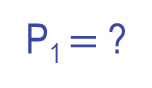 P₁ = ?